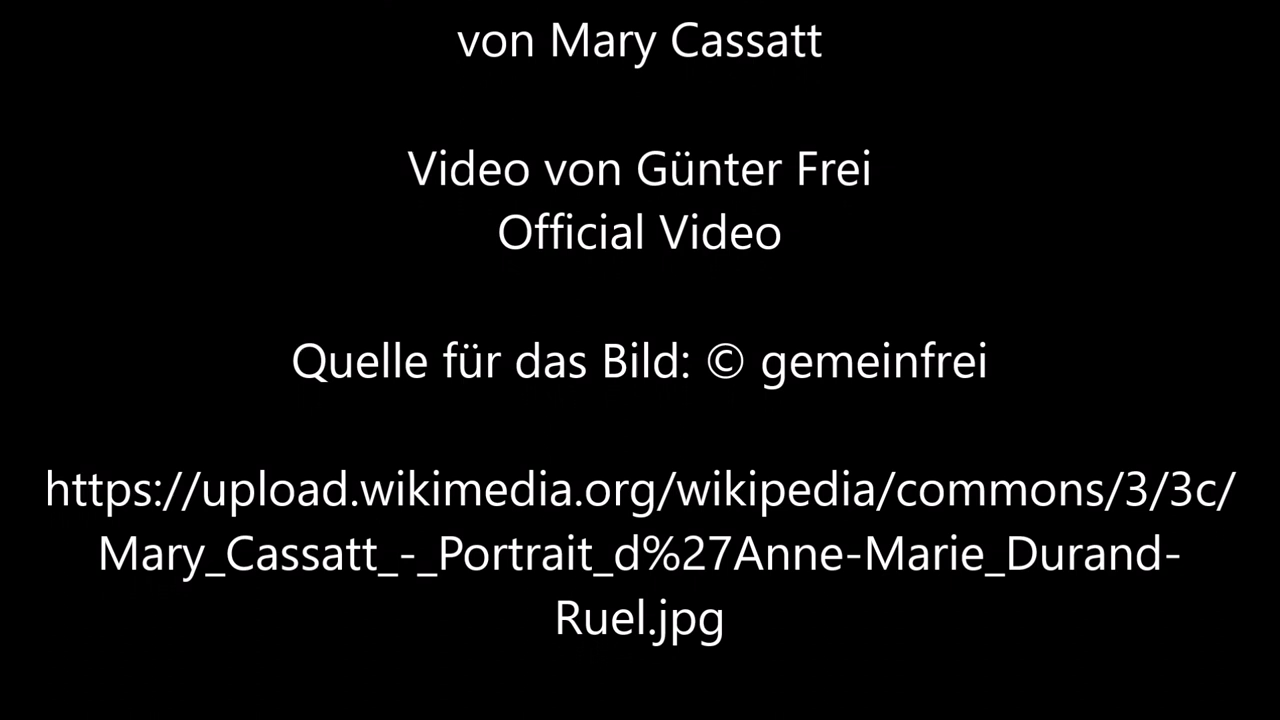 von Mary Cassatt
Video von Günter Frei
Official Video
Quelle für das Bild: © gemeinfrei
https://upload.wikimedia.org/wikipedia/commons/3/3c/
Mary_Cassatt_-_Portrait_d%27Anne-Marie_Durand-
Ruel.jpg